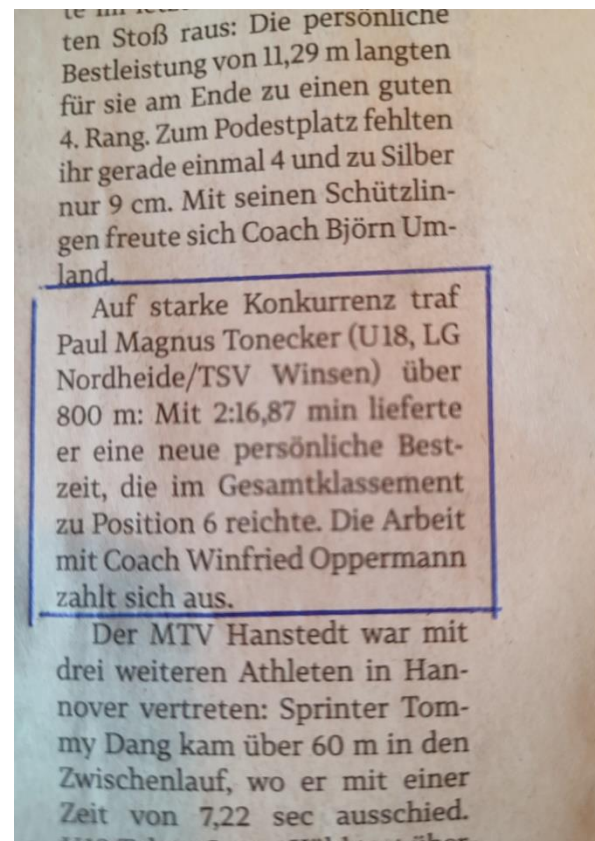 ten Stoß raus: Die persönliche
Bestleistung von 11,29 m langten
für sie am Ende zu einen guten
4. Rang. Zum Podestplatz fehlten
ihr gerade einmal 4 und zu Silber
nur 9 cm. Mit seinen Schützlin-
gen freute sich Coach Björn Um-
land.
Auf starke Konkurrenz traf
Paul Magnus Tonecker (U18, LG
Nordheide/TSV Winsen) über
800 m: Mit 2:16,87 min lieferte
er eine neue persönliche Best-
zeit, die im Gesamtklassement
zu Position 6 reichte. Die Arbeit
mit Coach Winfried Oppermann
zahlt sich aus.
Der MTV Hanstedt war mit
drei weiteren Athleten in Han-
nover vertreten: Sprinter Tom-
my Dang kam über 60 m in den
Zwischenlauf, wo er mit einer
Zeit von 7,22 sec ausschied.